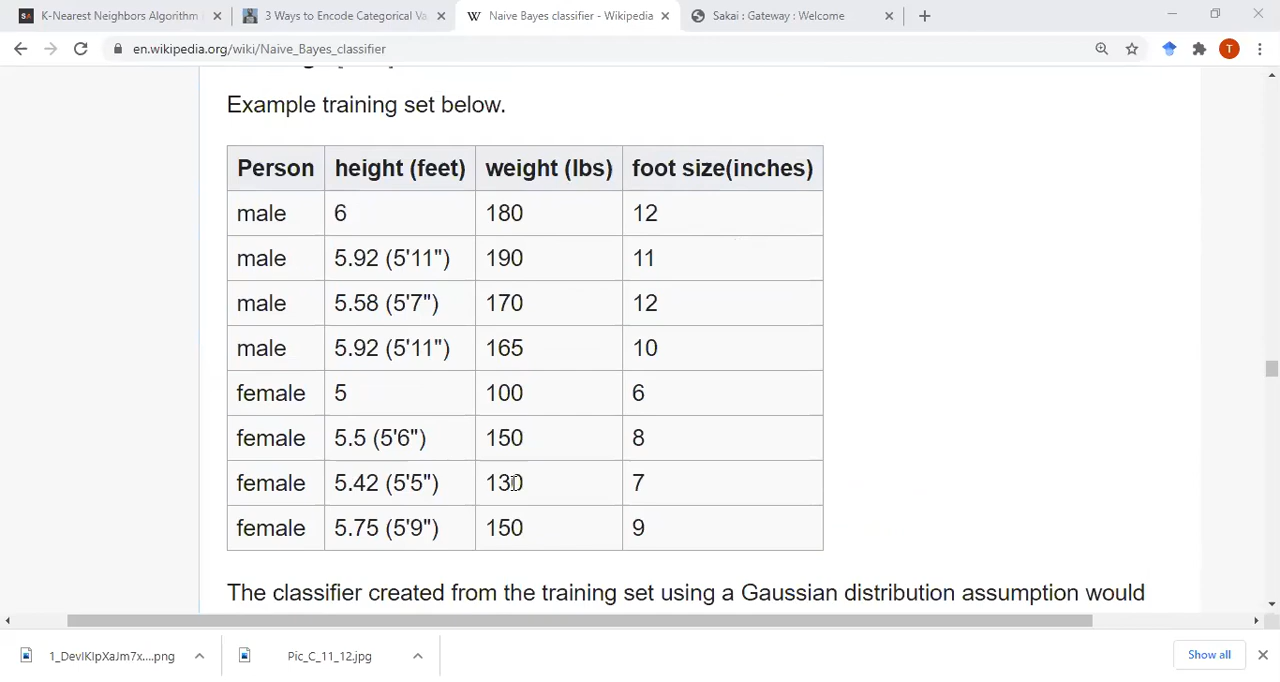 K-Nearest Neighbors Algorithm
3 Ways to Encode Categorical Va
Naive Bayes classifier - Wikipedia
Sakai : Gateway : Welcome
en.wikipedia.org/wiki/Naive_Bayes_classifier
T
Example training set below.
Person height (feet) weight (lbs) foot size(inches)
male 6 180 12
male 5.92 (5'11") 190 11
male 5.58 (5'7") 170 12
male 5.92 (5'11") 165 10
female 5 100 6
female 5.5 (5'6") 150 8
female 5.42 (5'5") 130 7
female 5.75 (5'9") 150 9
The classifier created from the training set using a Gaussian distribution assumption would
1_DevIKIpXaJm7x....png
Pic_C_11_12.jpg
Show all